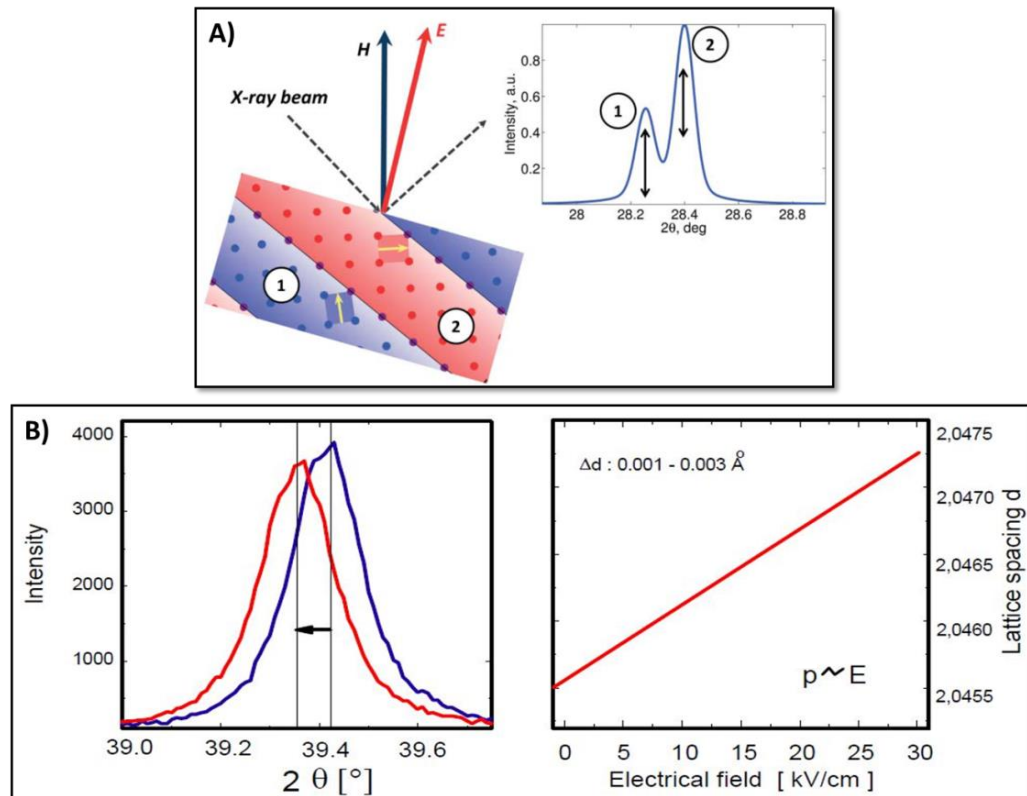 A)
H
E
X-ray beam
1
2
Intensity, a.u.
0.8
0.6
0.4
0.2
1
2
28
28.2
28.4
28.6
28.8
2θ, deg
B)
Intensity
4000
3000
2000
1000
39.0
39.2
39.4
39.6
2 θ [°]
Δd : 0.001 - 0.003 Å
p~E
0
5
10
15
20
25
30
Electrical field [ kV/cm ]
2,0475
2,0470
2,0465
2,0460
2,0455
Lattice spacing d